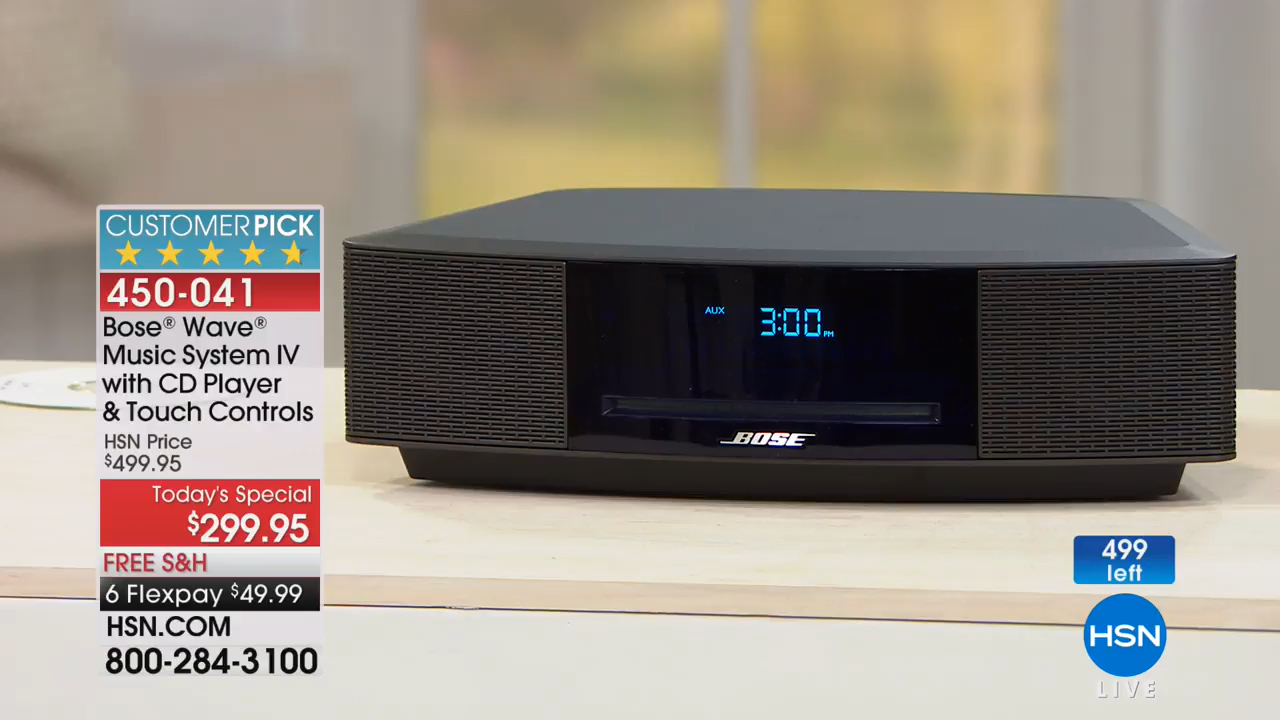 CUSTOMER PICK
450-041
Bose® Wave®
Music System IV
with CD Player
& Touch Controls
HSN Price
$499.95
Today's Special
$299.95
FREE S&H
6 Flexpay $49.99
HSN.COM
800-284-3100
AUX 3:00 PM
BOSE
499
left
HSN
LIVE